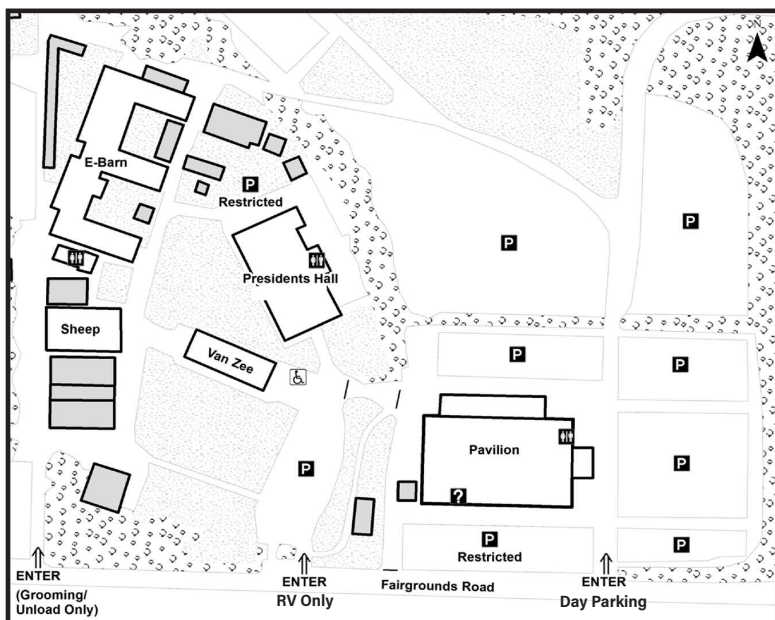 N
E-Barn
P
Restricted
P
P
Presidents Hall
Sheep
Van Zee
P
P
Pavilion
P
P
?
P
Restricted
P
ENTER
(Grooming/
Unload Only)
ENTER
RV Only
Fairgrounds Road
ENTER
Day Parking